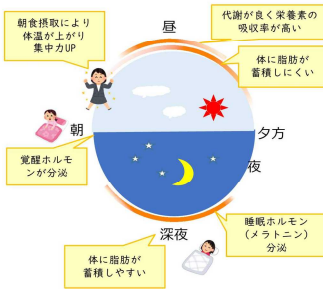 昼
朝食摂取により
体温が上がり
集中力UP
代謝が良く栄養素の
吸収率が高い
体に脂肪が
蓄積しにくい
朝
夕方
夜
覚醒ホルモ
ンが分泌
深夜
体に脂肪が
蓄積しやすい
睡眠ホルモン
（メラトニン）
分泌